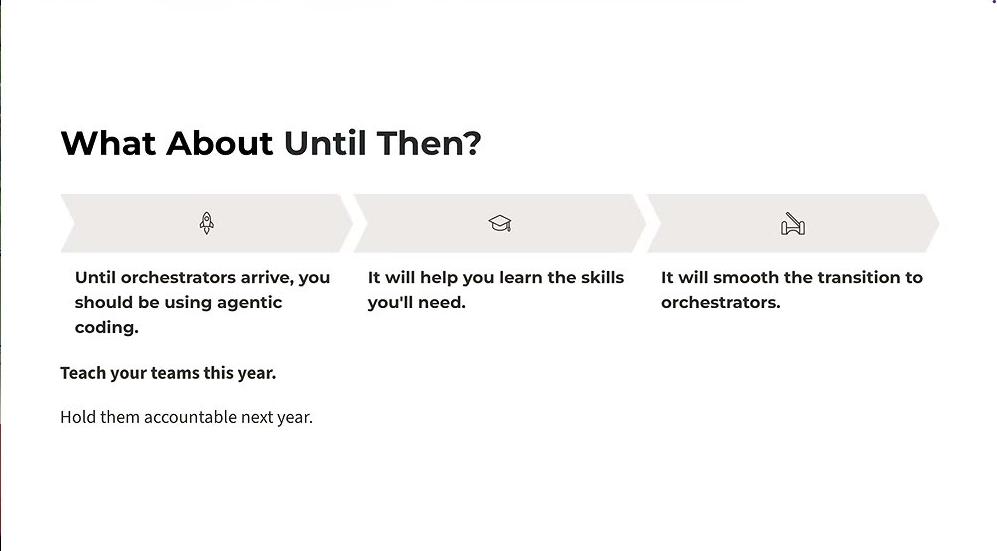 What About Until Then?
Until orchestrators arrive, you
should be using agentic
coding.
It will help you learn the skills
you'll need.
It will smooth the transition to
orchestrators.
Teach your teams this year.
Hold them accountable next year.